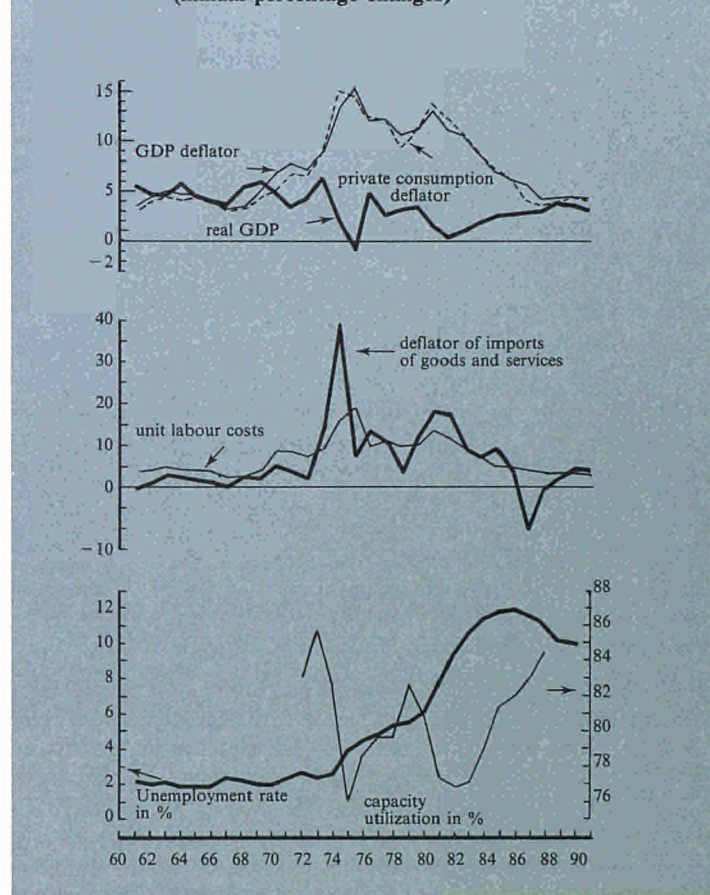 (annual percentage changes)
15
10
5
0
−2
GDP deflator
private consumption
deflator
real GDP
40
30
20
10
0
−10
deflator of imports
of goods and services
unit labour costs
12
10
8
6
4
2
0
88
86
84
82
80
78
76
Unemployment rate
in %
capacity
utilization in %
60 62 64 66 68 70 72 74 76 78 80 82 84 86 88 90